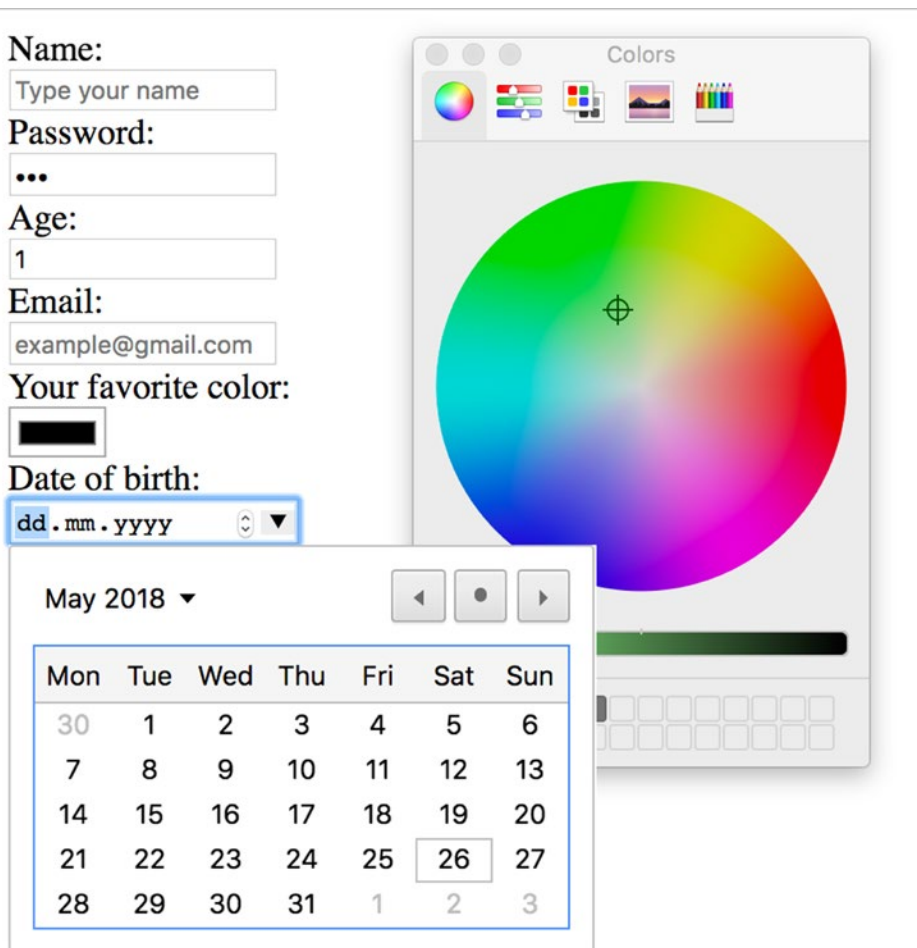 Name:
Type your name
Password:
•••
Age:
1
Email:
example@gmail.com
Your favorite color:
Date of birth:
dd.mm.yyyy
May 2018
Mon Tue Wed Thu Fri Sat Sun
30 1 2 3 4 5 6
7 8 9 10 11 12 13
14 15 16 17 18 19 20
21 22 23 24 25 26 27
28 29 30 31 1 2 3
Colors